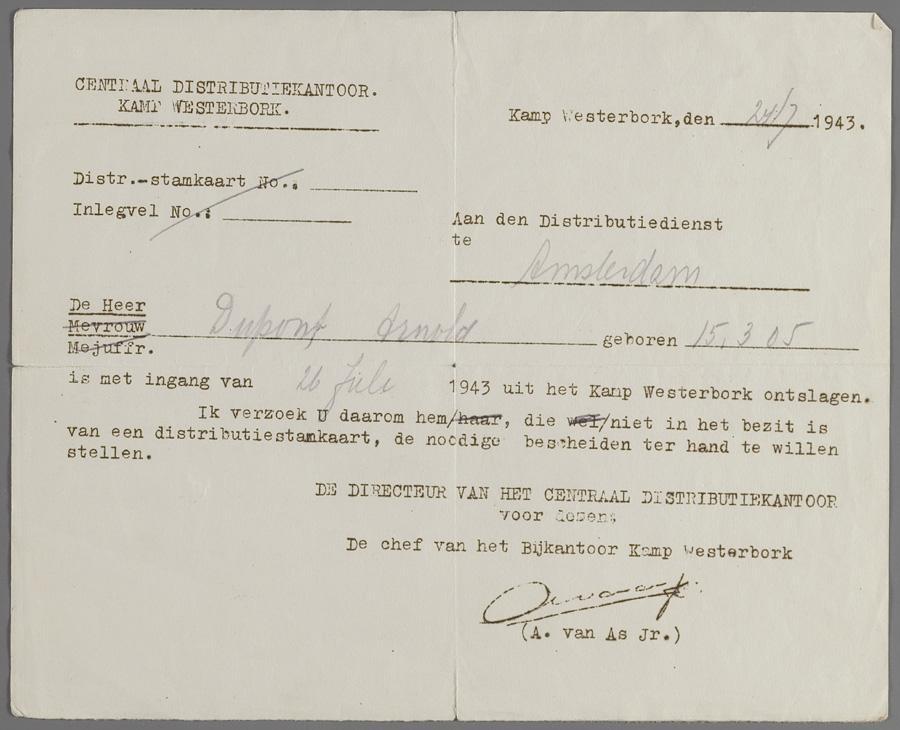 CENTRAAL DISTRIBUTIEKANTOOR.
KAMP WESTERBORK.
Kamp Westerbork, den 24/7 1943.
Distr.-stamkaart No.:
Inlegvel No.:
Aan den Distributiedienst
te
Amsterdam
De Heer
Mevrouw Dupont Arnold geboren 15.3 05
Mejuffr.
is met ingang van 26 Juli 1943 uit het Kamp Westerbork ontslagen.
Ik verzoek U daarom hem/haar, die wel/niet in het bezit is
van een distributiestamkaart, de noodige bescheiden ter hand te willen
stellen.
DE DIRECTEUR VAN HET CENTRAAL DISTRIBUTIEKANTOOR
voor dezen;
De chef van het Bijkantoor Kamp Westerbork
(A. van As Jr.)